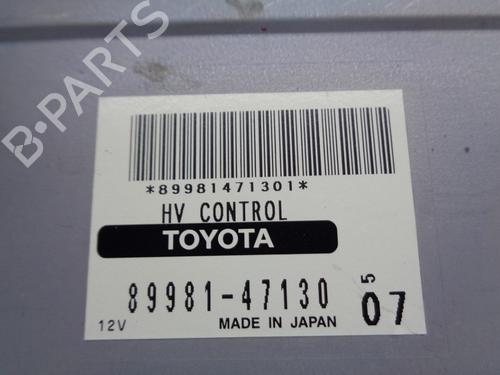 B-PARTS
*89981471301*
HV CONTROL
TOYOTA
89981-47130
5
07
12V
MADE IN JAPAN